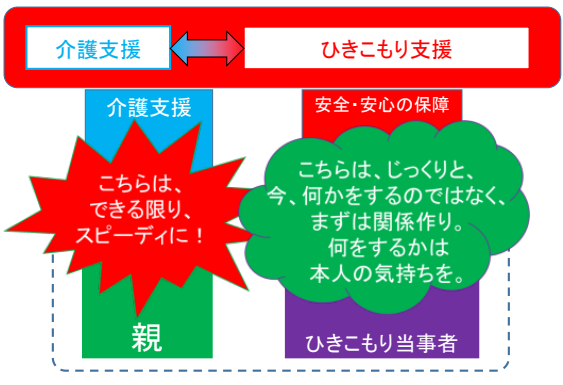 介護支援
ひきこもり支援
介護支援
安全・安心の保障
こちらは、
できる限り、
スピーディに！
こちらは、じっくりと、
今、何かをするのではなく、
まずは関係作り。
何をするかは
本人の気持ちを。
親
ひきこもり当事者